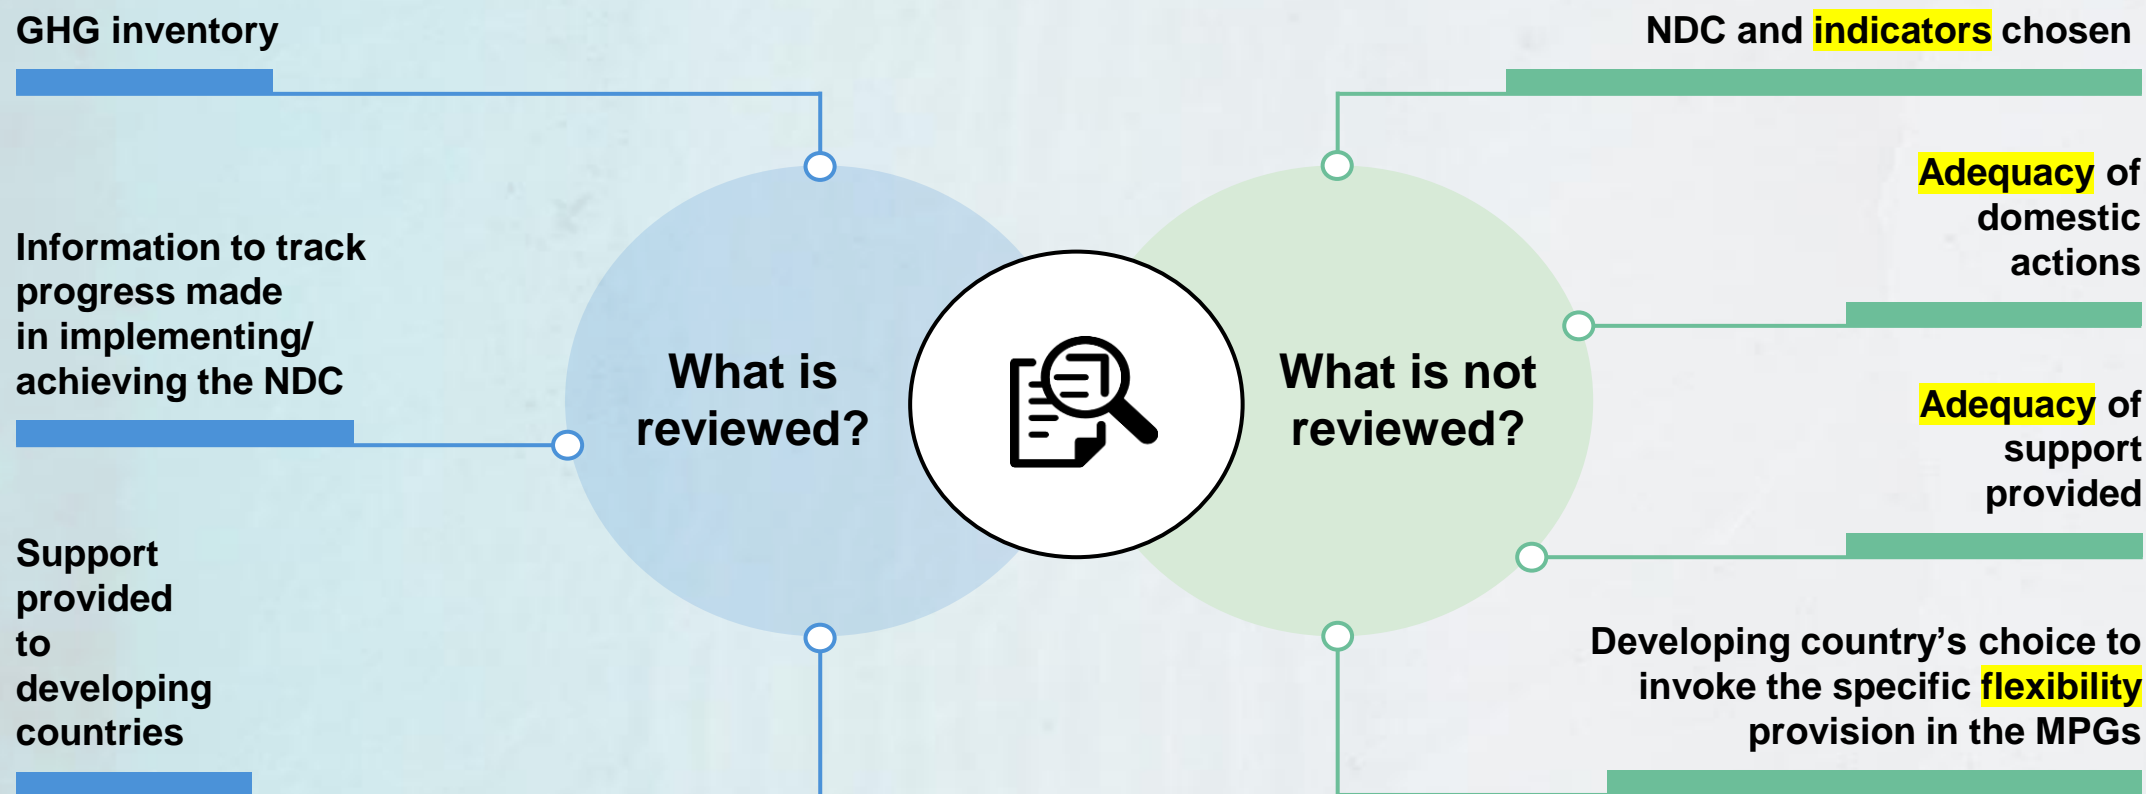 GHG inventory
Information to track
progress made
in implementing/
achieving the NDC
Support
provided
to
developing
countries
What is
reviewed?
What is not
reviewed?
NDC and indicators chosen
Adequacy of
domestic
actions
Adequacy of
support
provided
Developing country’s choice to
invoke the specific flexibility
provision in the MPGs